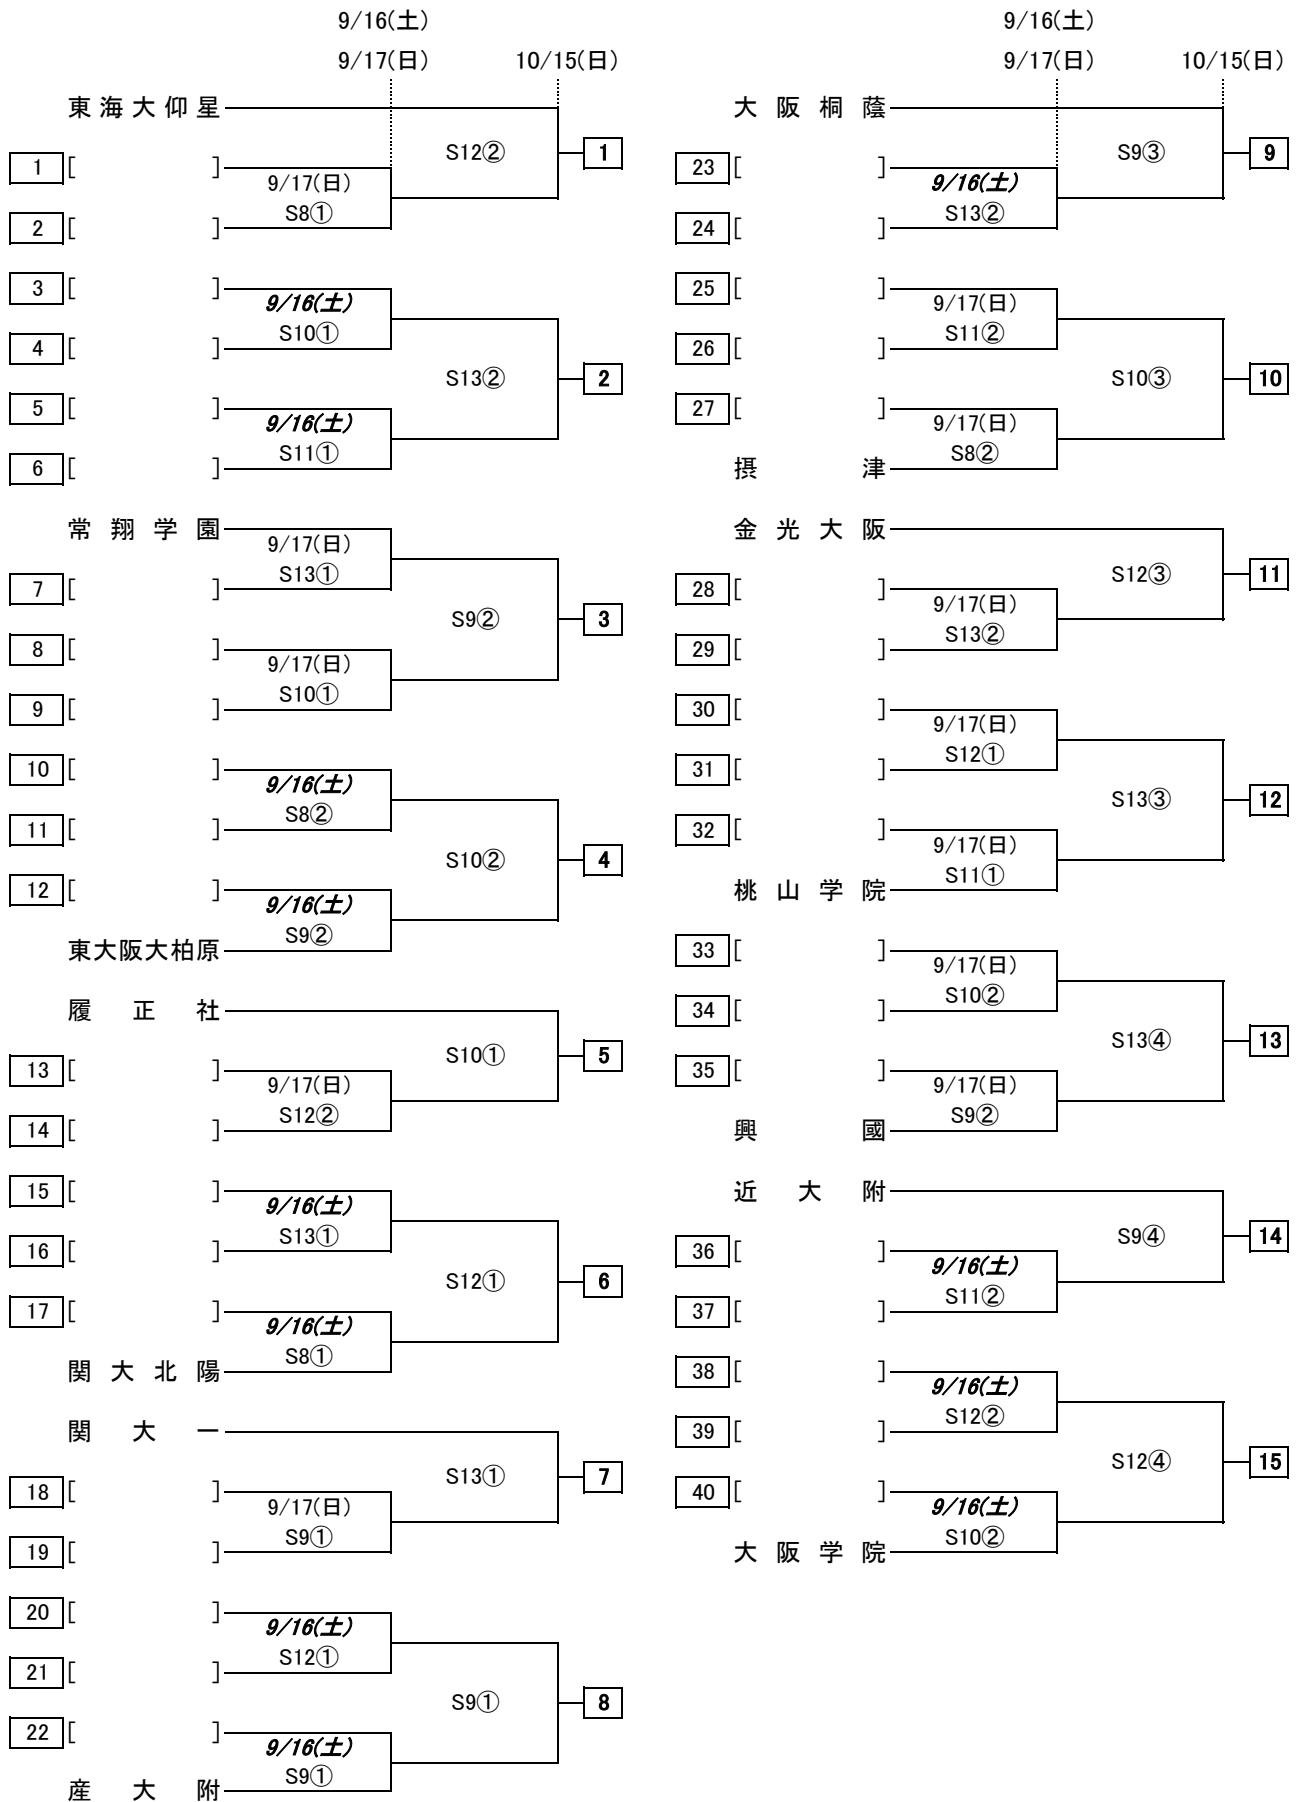 9/16(土)
9/17(日) 10/15(日)
東海大仰星
S12② 1
1 [ ]
9/17(日)
S8①
2 [ ]
3 [ ]
9/16(土)
S10①
4 [ ]
S13② 2
5 [ ]
9/16(土)
S11①
6 [ ]
常翔学園
9/17(日)
S13①
7 [ ]
S9② 3
8 [ ]
9/17(日)
S10①
9 [ ]
10 [ ]
9/16(土)
S8②
11 [ ]
S10② 4
12 [ ]
9/16(土)
S9②
東大阪大柏原
履正社
S10① 5
13 [ ]
9/17(日)
S12②
14 [ ]
15 [ ]
9/16(土)
S13①
16 [ ]
S12① 6
17 [ ]
9/16(土)
S8①
関大北陽
関大一
S13① 7
18 [ ]
9/17(日)
S9①
19 [ ]
20 [ ]
9/16(土)
S12①
21 [ ]
S9① 8
22 [ ]
9/16(土)
S9①
産大附
9/16(土)
9/17(日) 10/15(日)
大阪桐蔭
S9③ 9
23 [ ]
9/16(土)
S13②
24 [ ]
25 [ ]
9/17(日)
S11②
26 [ ]
S10③ 10
27 [ ]
9/17(日)
S8②
摂津
金光大阪
S12③ 11
28 [ ]
9/17(日)
S13②
29 [ ]
30 [ ]
9/17(日)
S12①
31 [ ]
S13③ 12
32 [ ]
9/17(日)
S11①
桃山学院
33 [ ]
9/17(日)
S10②
34 [ ]
S13④ 13
35 [ ]
9/17(日)
S9②
興國
近大附
S9④ 14
36 [ ]
9/16(土)
S11②
37 [ ]
38 [ ]
9/16(土)
S12②
39 [ ]
S12④ 15
40 [ ]
9/16(土)
S10②
大阪学院